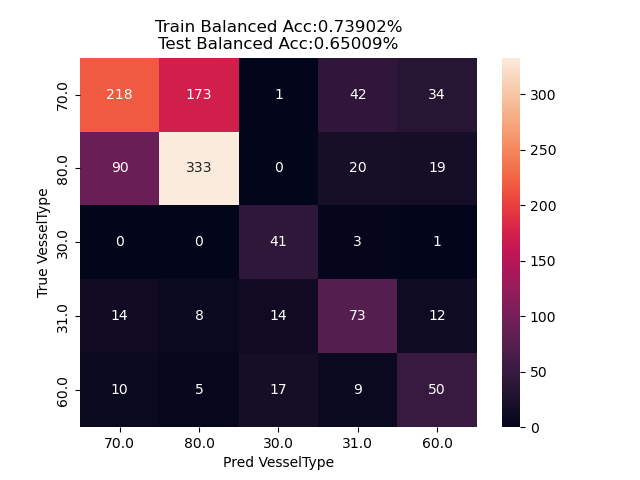 Train Balanced Acc:0.73902%
Test Balanced Acc:0.65009%
70.0 218 173 1 42 34
80.0 90 333 0 20 19
30.0 0 0 41 3 1
31.0 14 8 14 73 12
60.0 10 5 17 9 50
70.0 80.0 30.0 31.0 60.0
Pred VesselType
True VesselType
300
250
200
150
100
50
0